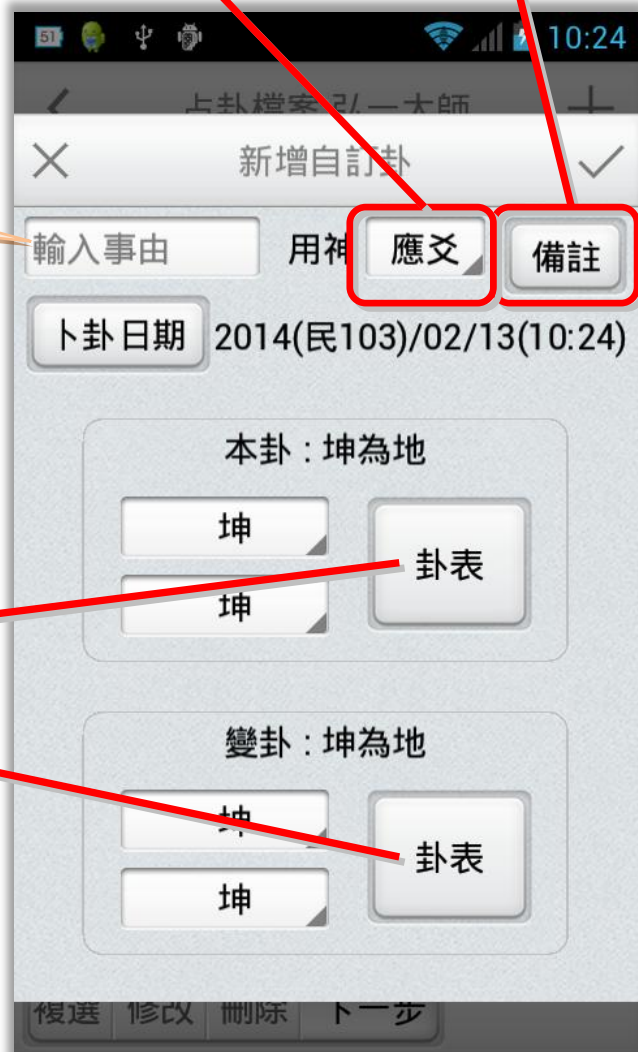 51 10:24
占卦檔案-弘一大師
新增自訂卦
輸入事由 用神 應爻 備註
卜卦日期 2014(民103)/02/13(10:24)
本卦 : 坤為地
坤
卦表
坤
變卦 : 坤為地
坤
卦表
坤
複選 修改 刪除 下一步